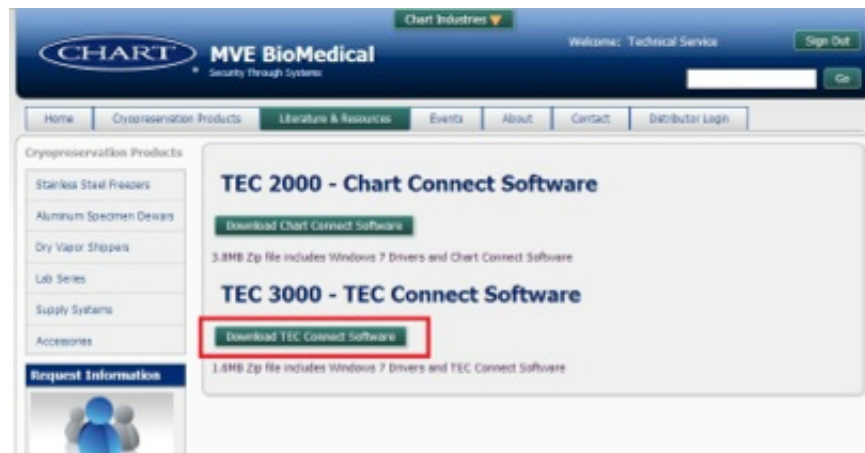 Chart Industries
CHART
MVE BioMedical
Security Through Systems
Welcome: Technical Service
Sign Out
Go
Home
Cryopreservation Products
Literature & Resources
Events
About
Contact
Distributor Login
Cryopreservation Products
Stainless Steel Freezers
Aluminum Specimen Dewars
Dry Vapor Shippers
Lab Series
Supply Systems
Accessories
Request Information
TEC 2000 - Chart Connect Software
Download Chart Connect Software
3.8MB Zip file includes Windows 7 Drivers and Chart Connect Software
TEC 3000 - TEC Connect Software
Download TEC Connect Software
1.6MB Zip file includes Windows 7 Drivers and TEC Connect Software